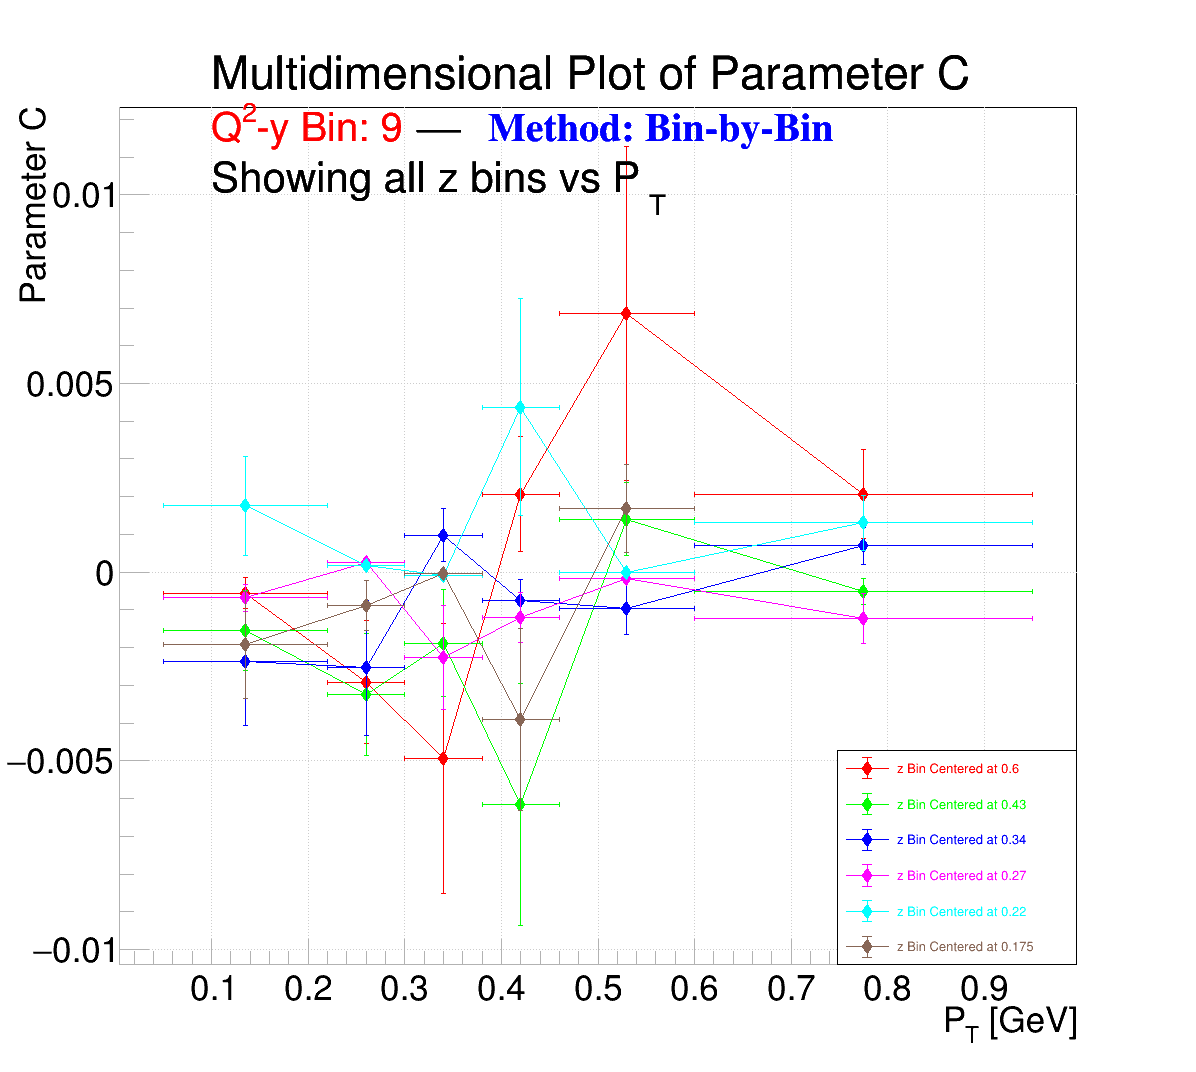 Multidimensional Plot of Parameter C
Q²-y Bin: 9 — Method: Bin-by-Bin
Showing all z bins vs P_T
Parameter C
0.01
0.005
0
−0.005
−0.01
z Bin Centered at 0.6
z Bin Centered at 0.43
z Bin Centered at 0.34
z Bin Centered at 0.27
z Bin Centered at 0.22
z Bin Centered at 0.175
0.1 0.2 0.3 0.4 0.5 0.6 0.7 0.8 0.9
P_T [GeV]